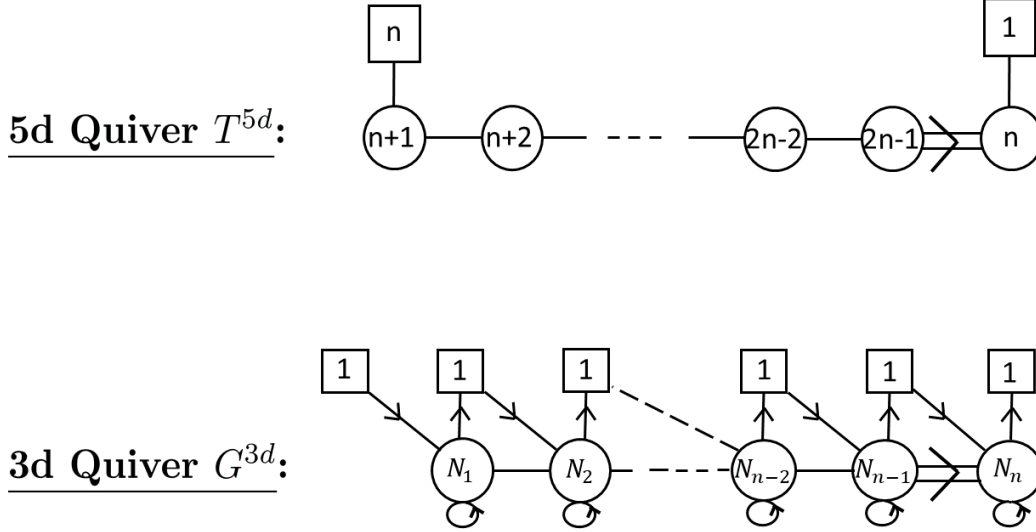 n 1
5d Quiver T^{5d}:
n+1 n+2 2n-2 2n-1 n
1 1 1 1 1 1
3d Quiver G^{3d}:
N_1 N_2 N_{n-2} N_{n-1} N_n